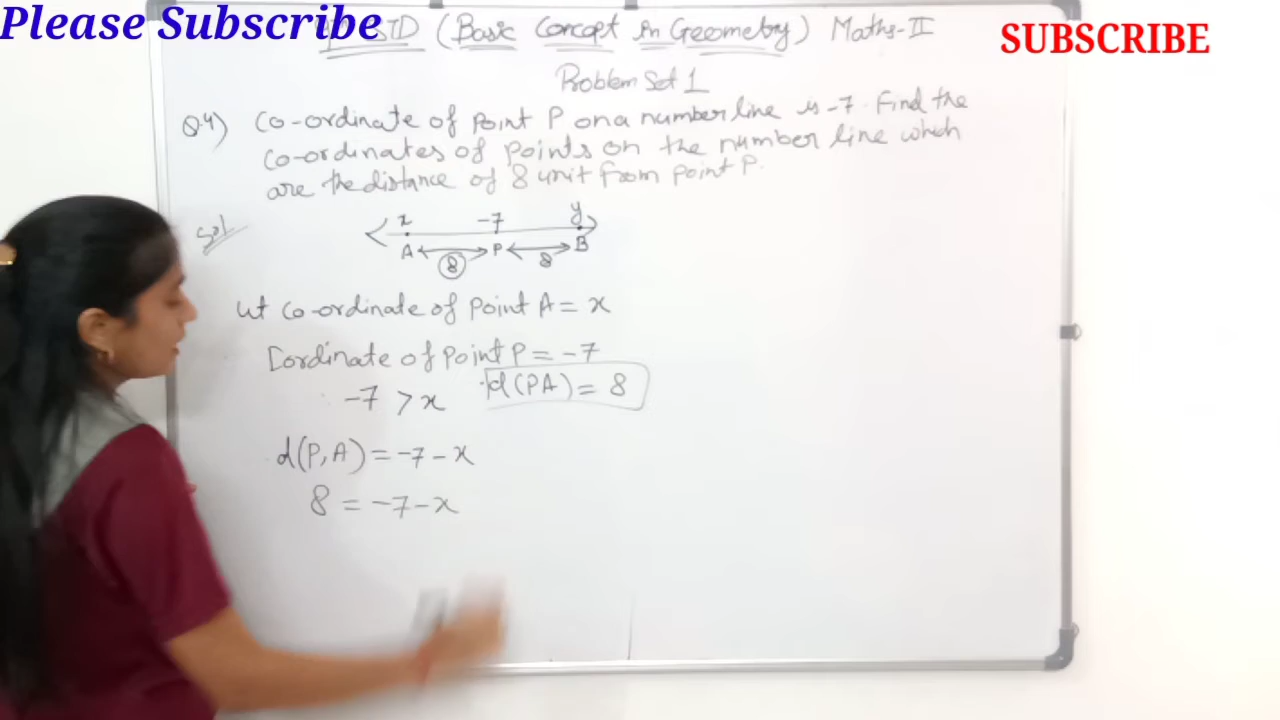 Please Subscribe
SUBSCRIBE
STD (Basic Concept in Geometry) Maths-II
Problem Set 1
Q.4) Co-ordinate of point P on a number line is -7. Find the
co-ordinates of points on the number line which
are the distance of 8 unit from point P.
Sol
x -7 y
A P B
8 8
Let co-ordinate of point A = x
Cordinate of point P = -7
-7 > x d(PA) = 8
d(P,A) = -7 - x
8 = -7 - x